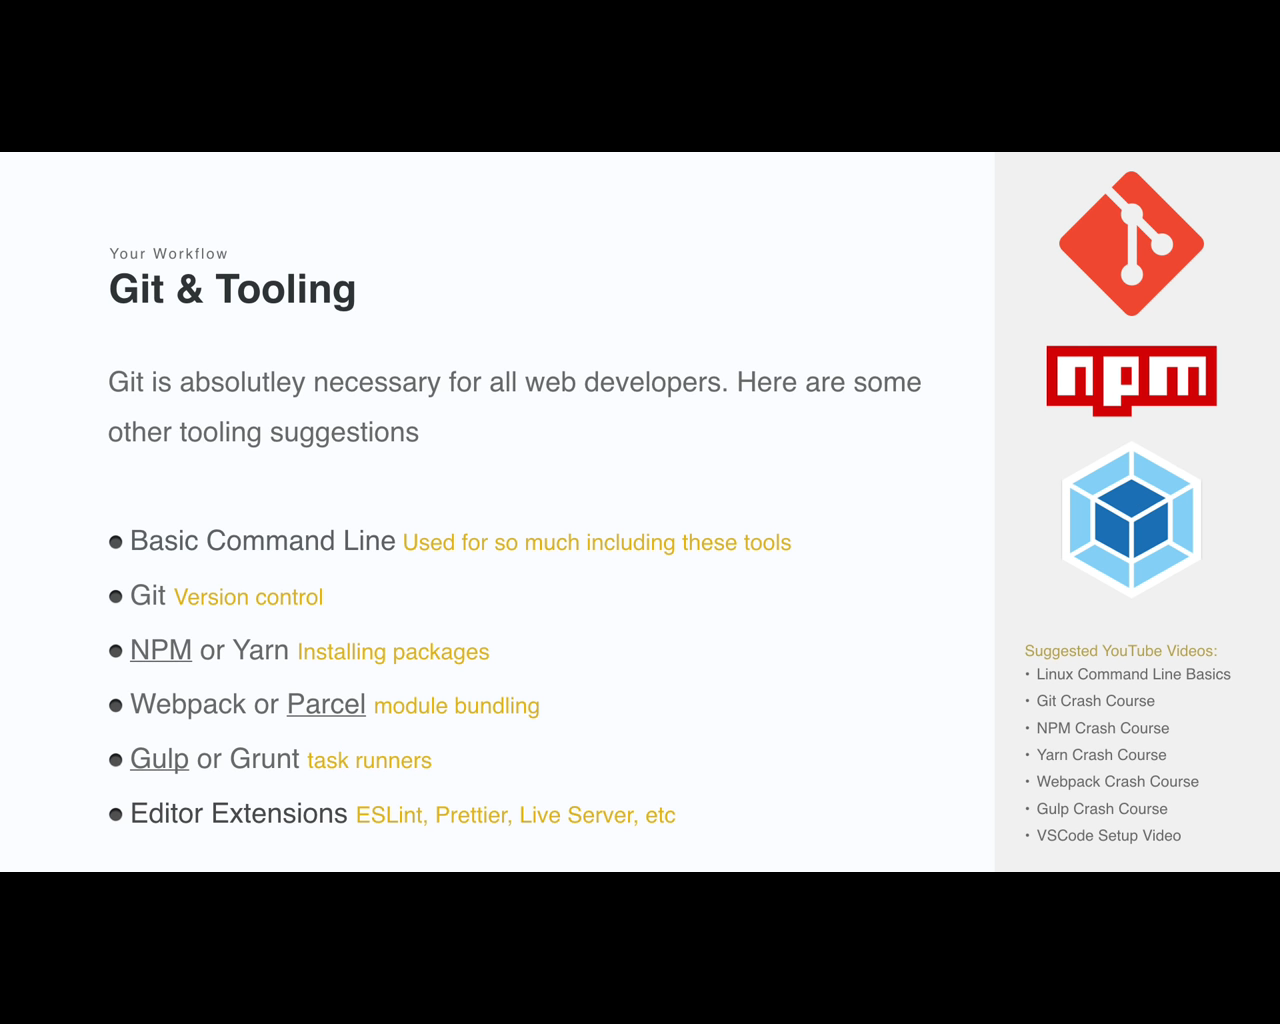 Your Workflow
Git & Tooling
Git is absolutley necessary for all web developers. Here are some
other tooling suggestions
• Basic Command Line Used for so much including these tools
• Git Version control
• NPM or Yarn Installing packages
• Webpack or Parcel module bundling
• Gulp or Grunt task runners
• Editor Extensions ESLint, Prettier, Live Server, etc
npm
Suggested YouTube Videos:
• Linux Command Line Basics
• Git Crash Course
• NPM Crash Course
• Yarn Crash Course
• Webpack Crash Course
• Gulp Crash Course
• VSCode Setup Video